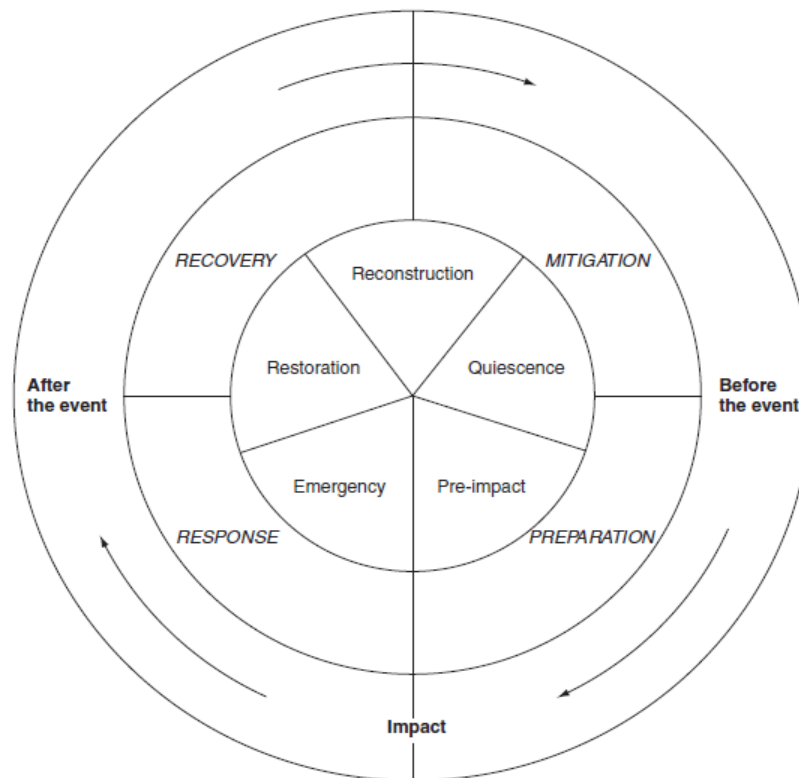 RECOVERY
MITIGATION
Reconstruction
Restoration
Quiescence
After
the event
Before
the event
Emergency
Pre-impact
RESPONSE
PREPARATION
Impact